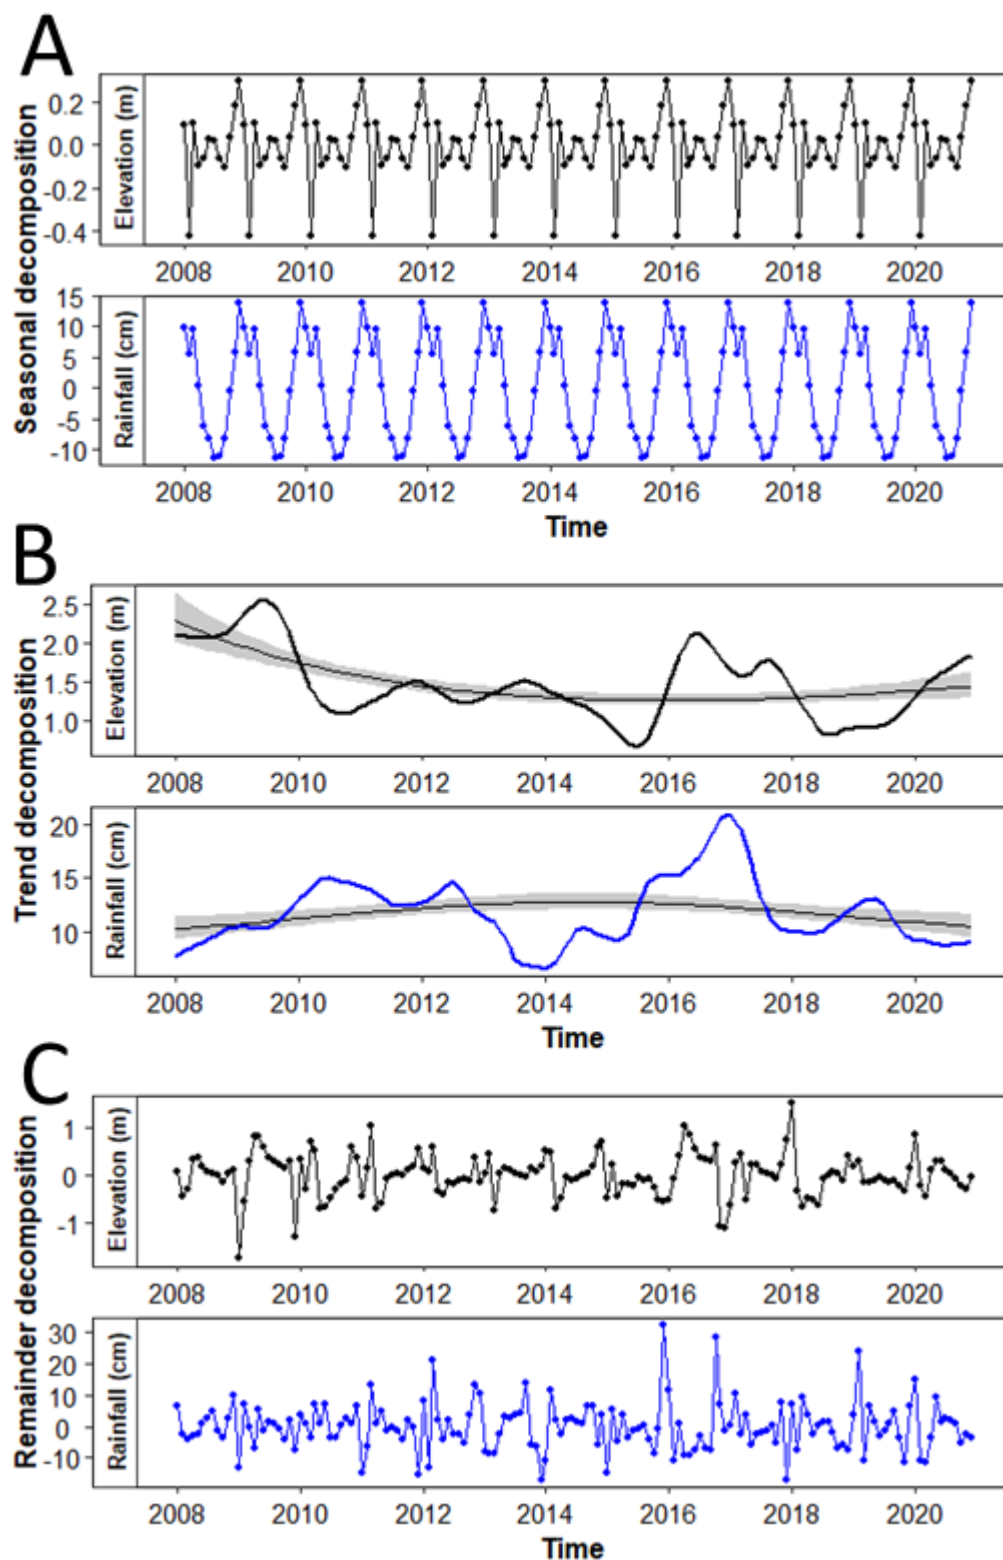 A
Seasonal decomposition
Elevation (m)
0.2
0.0
-0.2
-0.4
2008 2010 2012 2014 2016 2018 2020
Rainfall (cm)
15
10
5
0
-5
-10
2008 2010 2012 2014 2016 2018 2020
Time
B
Trend decomposition
Elevation (m)
2.5
2.0
1.5
1.0
2008 2010 2012 2014 2016 2018 2020
Rainfall (cm)
20
15
10
2008 2010 2012 2014 2016 2018 2020
Time
C
Remainder decomposition
Elevation (m)
1
0
-1
2008 2010 2012 2014 2016 2018 2020
Rainfall (cm)
30
20
10
0
-10
2008 2010 2012 2014 2016 2018 2020
Time